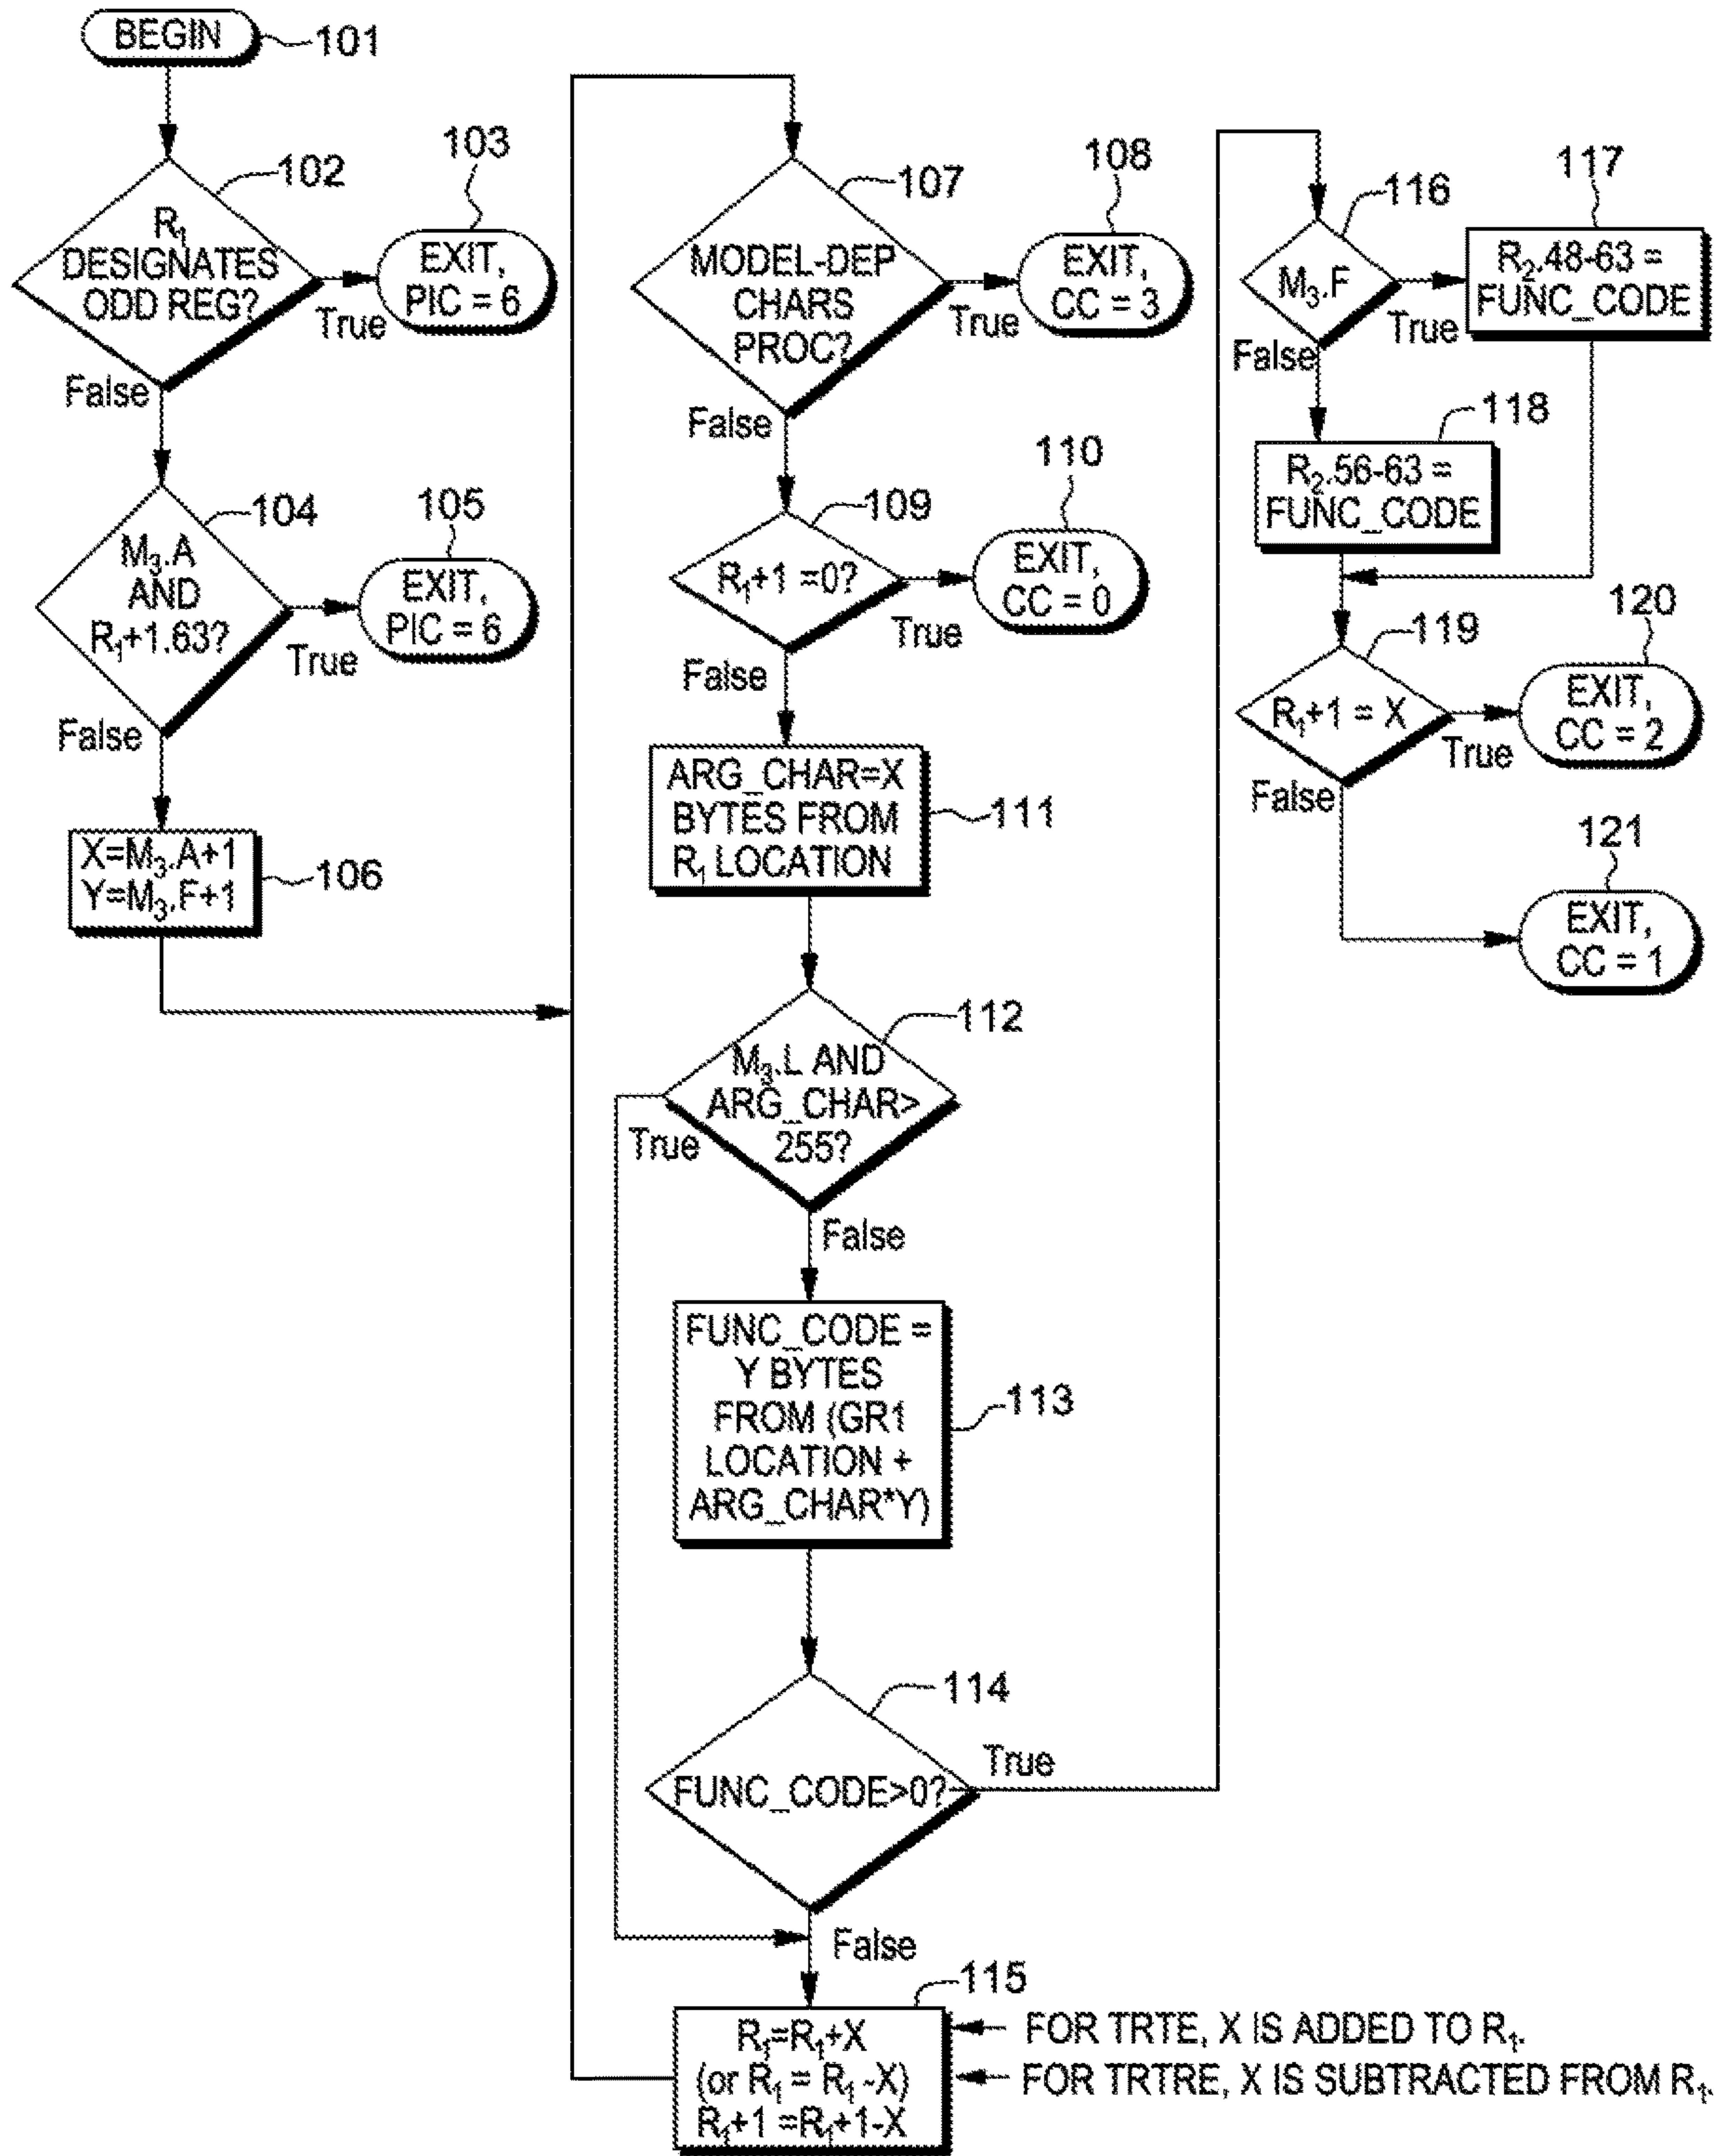 BEGIN
101
102
R₁
DESIGNATES
ODD REG?
True
False
103
EXIT,
PIC = 6
104
M₃.A
AND
R₁+1.63?
True
False
105
EXIT,
PIC = 6
X=M₃.A+1
Y=M₃.F+1
106
107
MODEL-DEP
CHARS
PROC?
True
False
108
EXIT,
CC = 3
109
R₁+1 =0?
True
False
110
EXIT,
CC = 0
ARG_CHAR=X
BYTES FROM
R₁ LOCATION
111
112
M₃.L AND
ARG_CHAR>
255?
True
False
FUNC_CODE =
Y BYTES
FROM (GR1
LOCATION +
ARG_CHAR*Y)
113
114
FUNC_CODE>0?
True
False
115
R₁=R₁+X
(or R₁ = R₁ -X)
R₁+1 =R₁+1-X
FOR TRTE, X IS ADDED TO R₁.
FOR TRTRE, X IS SUBTRACTED FROM R₁.
116
M₃.F
True
False
117
R₂.48-63 =
FUNC_CODE
118
R₂.56-63 =
FUNC_CODE
119
R₁+1 = X
True
False
120
EXIT,
CC = 2
121
EXIT,
CC = 1